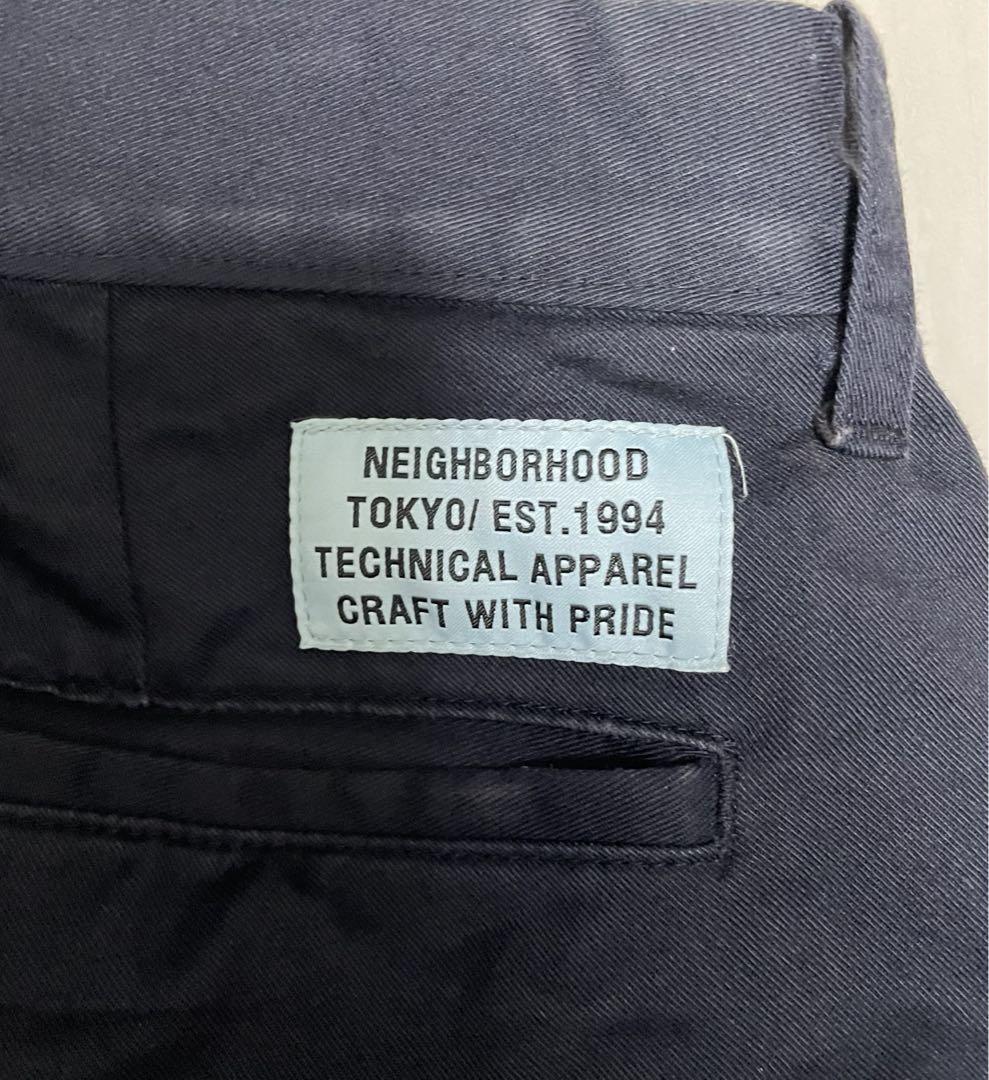 NEIGHBORHOOD
TOKYO/ EST.1994
TECHNICAL APPAREL
CRAFT WITH PRIDE